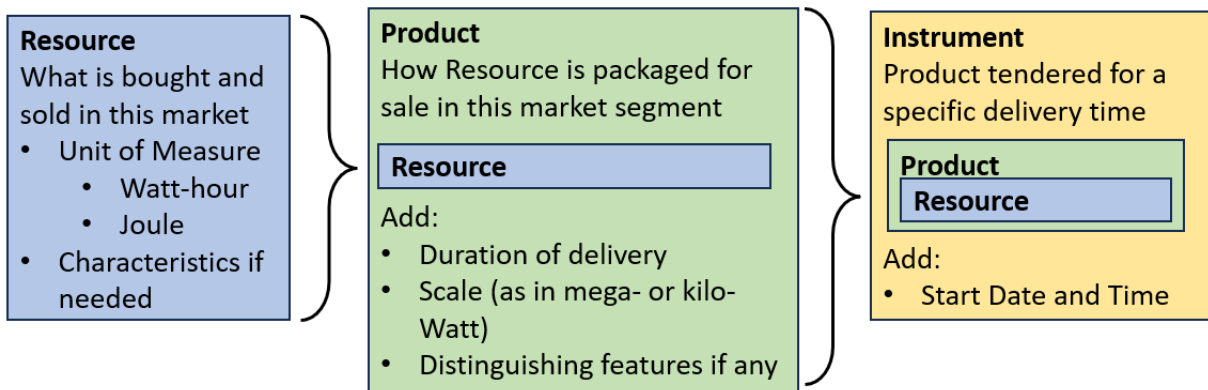 Resource
What is bought and
sold in this market
• Unit of Measure
• Watt-hour
• Joule
• Characteristics if
needed
Product
How Resource is packaged for
sale in this market segment
Resource
Add:
• Duration of delivery
• Scale (as in mega- or kilo-
Watt)
• Distinguishing features if any
Instrument
Product tendered for a
specific delivery time
Product
Resource
Add:
• Start Date and Time